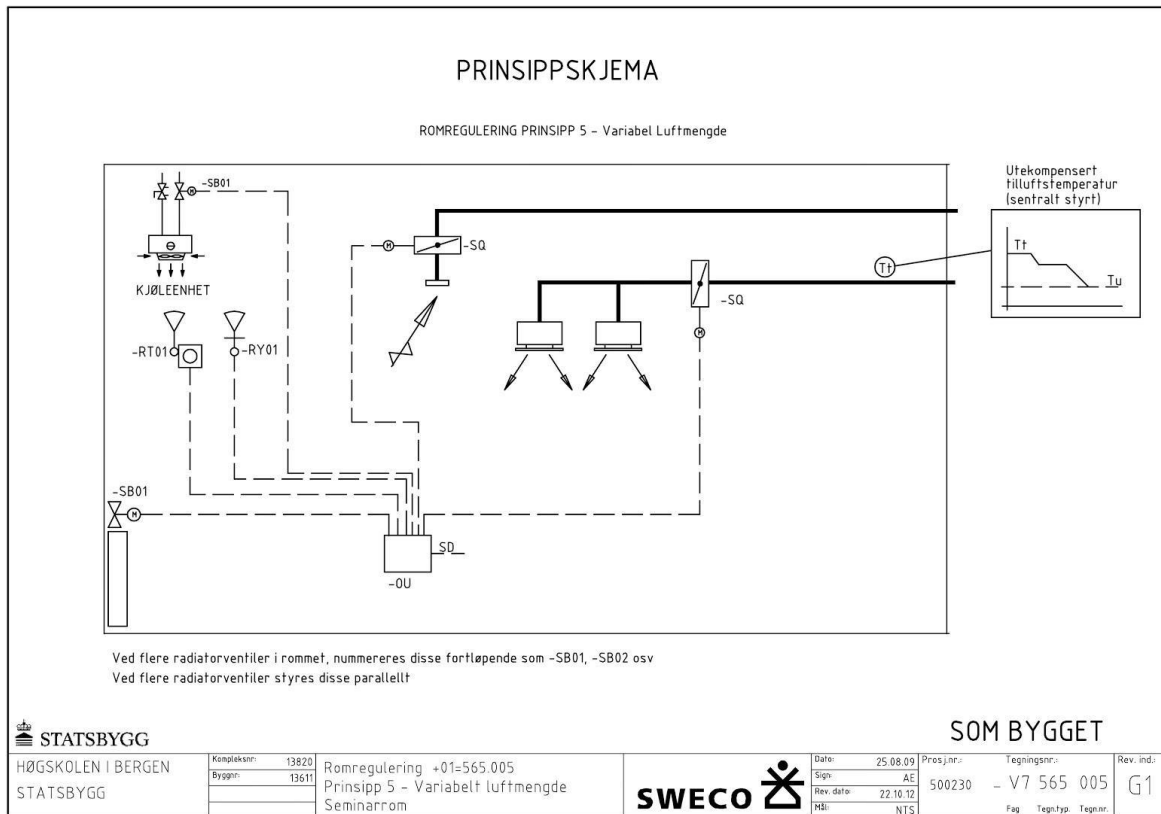 PRINSIPPSKJEMA
ROMREGULERING PRINSIPP 5 - Variabel Luftmengde
Utekompensert
tilluftstemperatur
(sentralt styrt)
Tt
Tu
Tt
-SB01
M
KJØLEENHET
M
-SQ
-SQ
M
-RT01
-RY01
-SB01
M
SD
-OU
Ved flere radiatorventiler i rommet, nummereres disse fortløpende som -SB01, -SB02 osv
Ved flere radiatorventiler styres disse parallellt
STATSBYGG
SOM BYGGET
HØGSKOLEN I BERGEN
STATSBYGG
Kompleksnr: 13820
Byggnr: 13611
Romregulering +01=565.005
Prinsipp 5 - Variabelt luftmengde
Seminarrom
SWECO
Dato: 25.08.09
Sign: AE
Rev. dato: 22.10.12
Mål: NTS
Prosj.nr.:
500230
Tegningsnr.:
- V7 565 005
Fag Tegn.typ. Tegn.nr.
Rev. ind.:
G1